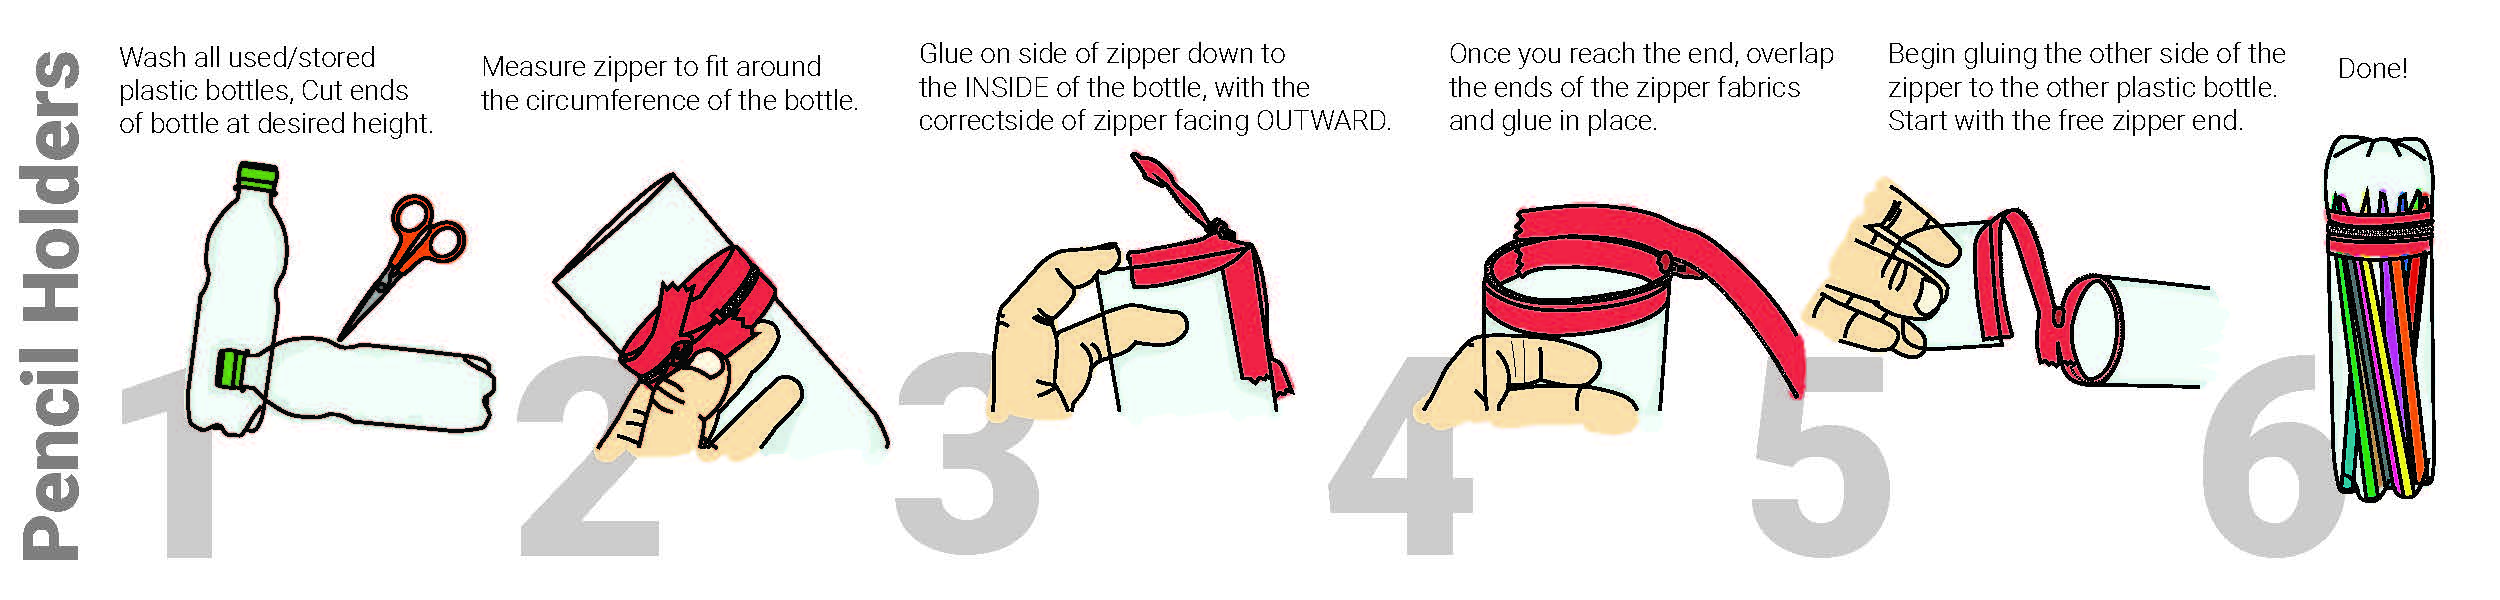 Pencil Holders
Wash all used/stored
plastic bottles, Cut ends
of bottle at desired height.
1
Measure zipper to fit around
the circumference of the bottle.
2
Glue on side of zipper down to
the INSIDE of the bottle, with the
correctside of zipper facing OUTWARD.
3
Once you reach the end, overlap
the ends of the zipper fabrics
and glue in place.
4
Begin gluing the other side of the
zipper to the other plastic bottle.
Start with the free zipper end.
5
Done!
6